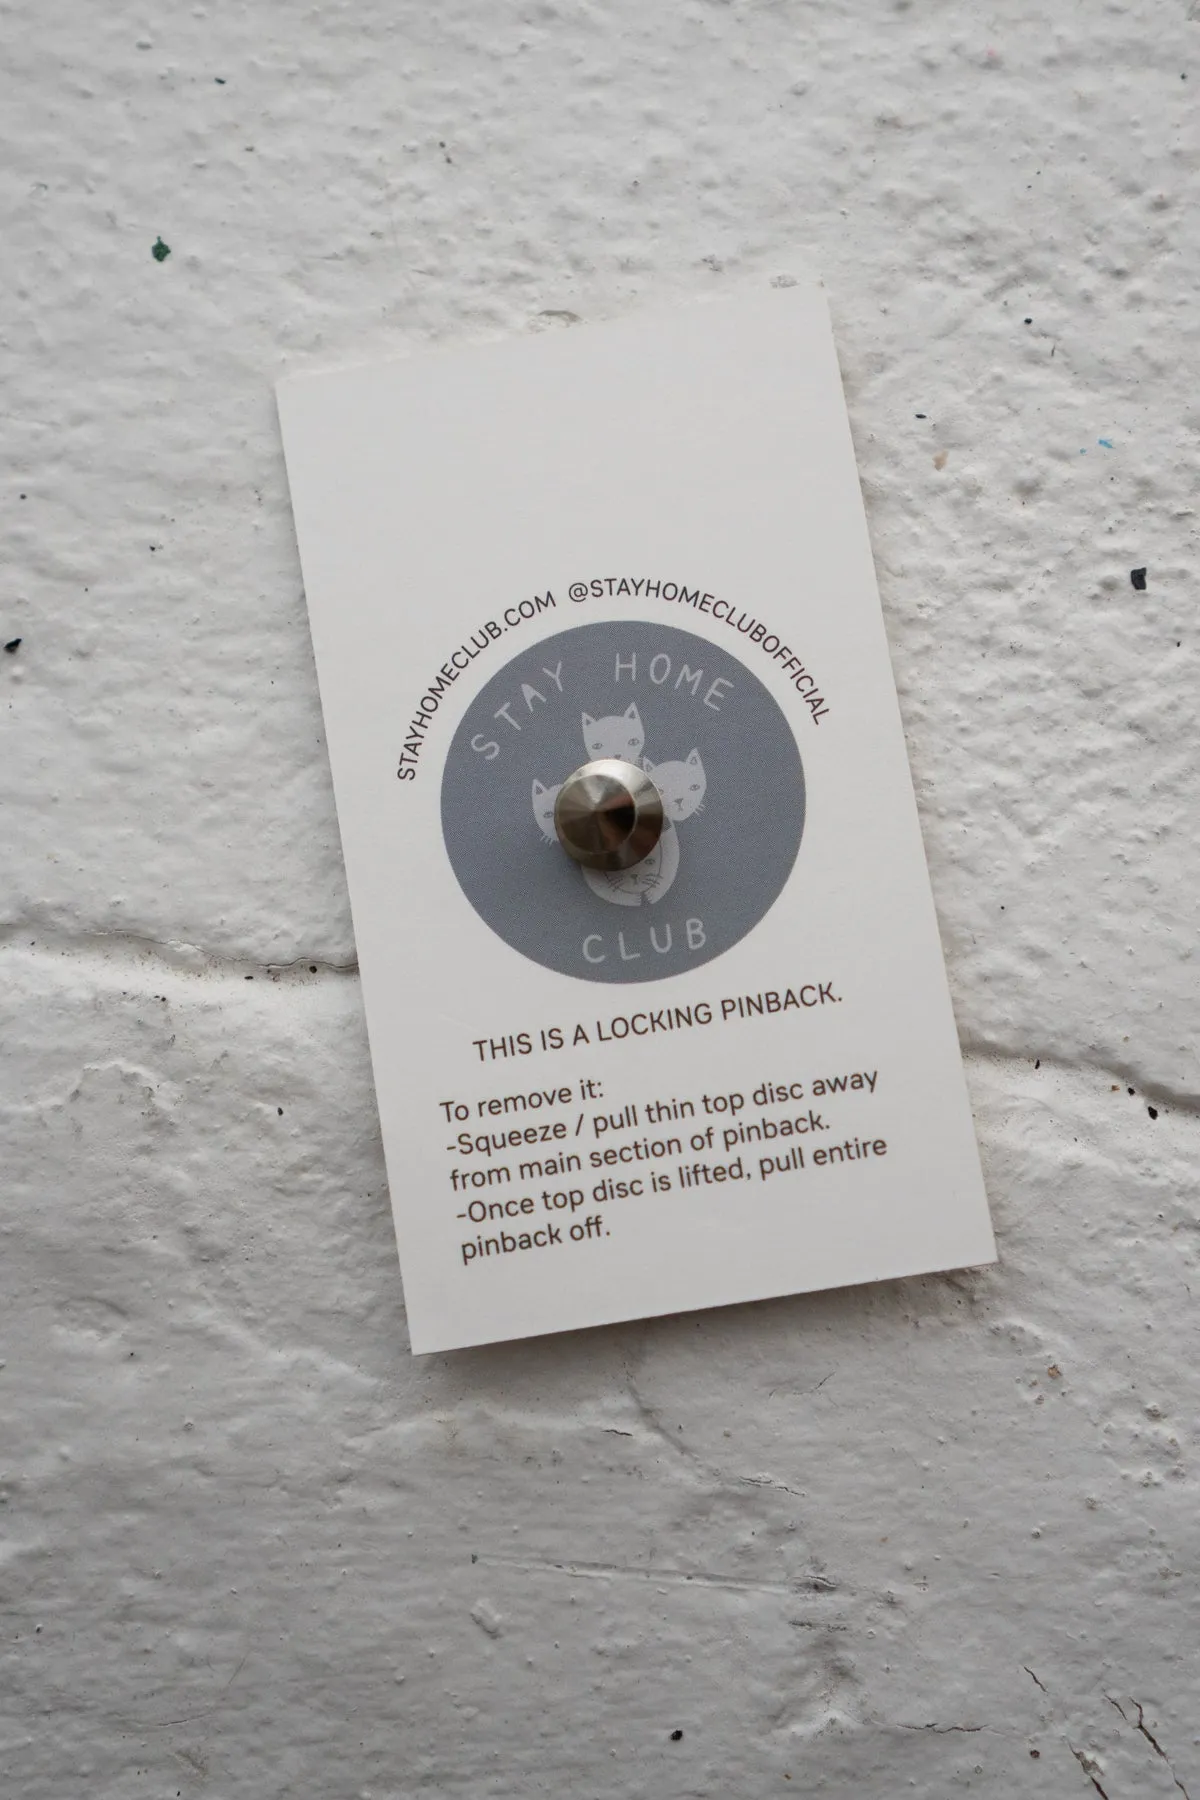 STAYHOMECLUB.COM @STAYHOMECLUBOFFICIAL
STAY HOME
CLUB
THIS IS A LOCKING PINBACK.
To remove it:
-Squeeze / pull thin top disc away
from main section of pinback.
-Once top disc is lifted, pull entire
pinback off.